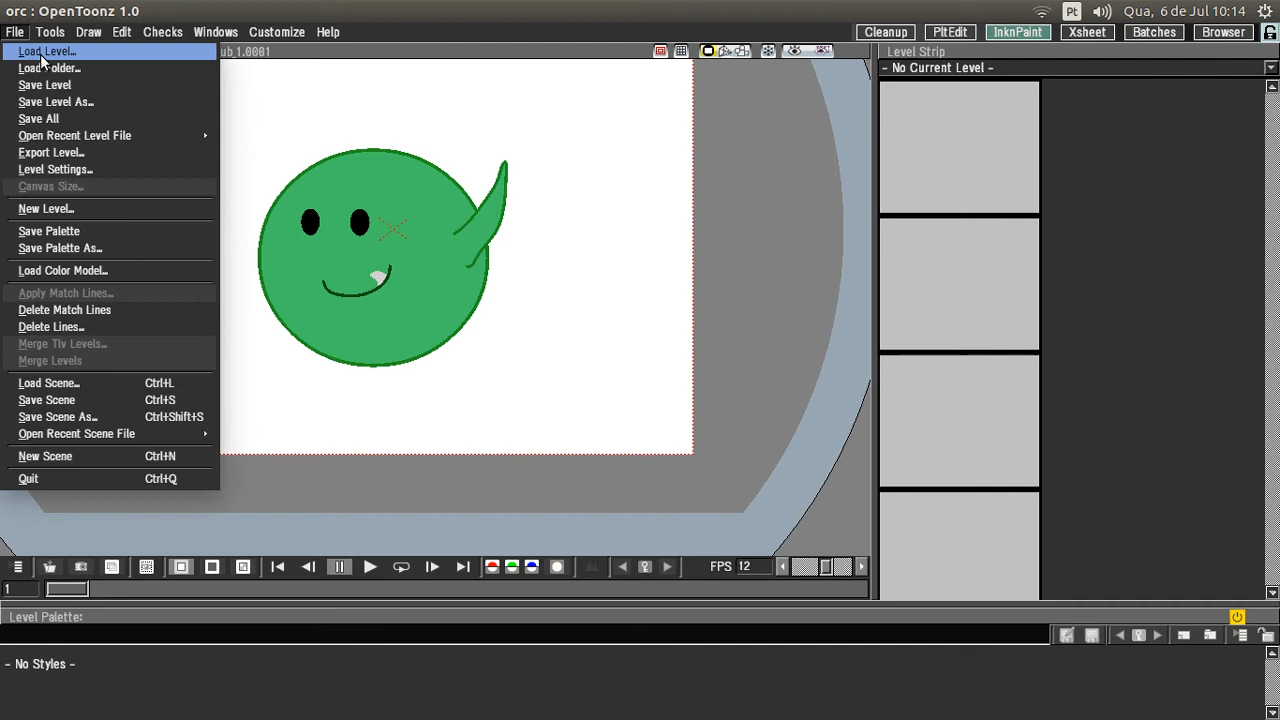 orc : OpenToonz 1.0
Pt
Qua, 6 de Jul 10:14
File Tools Draw Edit Checks Windows Customize Help
Cleanup PltEdit InknPaint Xsheet Batches Browser
Load Level...
Load Folder...
Save Level
Save Level As...
Save All
Open Recent Level File
Export Level...
Level Settings...
Canvas Size...
New Level...
Save Palette
Save Palette As...
Load Color Model...
Apply Match Lines...
Delete Match Lines
Delete Lines...
Merge Tlv Levels...
Merge Levels
Load Scene... Ctrl+L
Save Scene Ctrl+S
Save Scene As... Ctrl+Shift+S
Open Recent Scene File
New Scene Ctrl+N
Quit Ctrl+Q
ub_1.0001
Level Strip
- No Current Level -
FPS 12
1
Level Palette:
- No Styles -